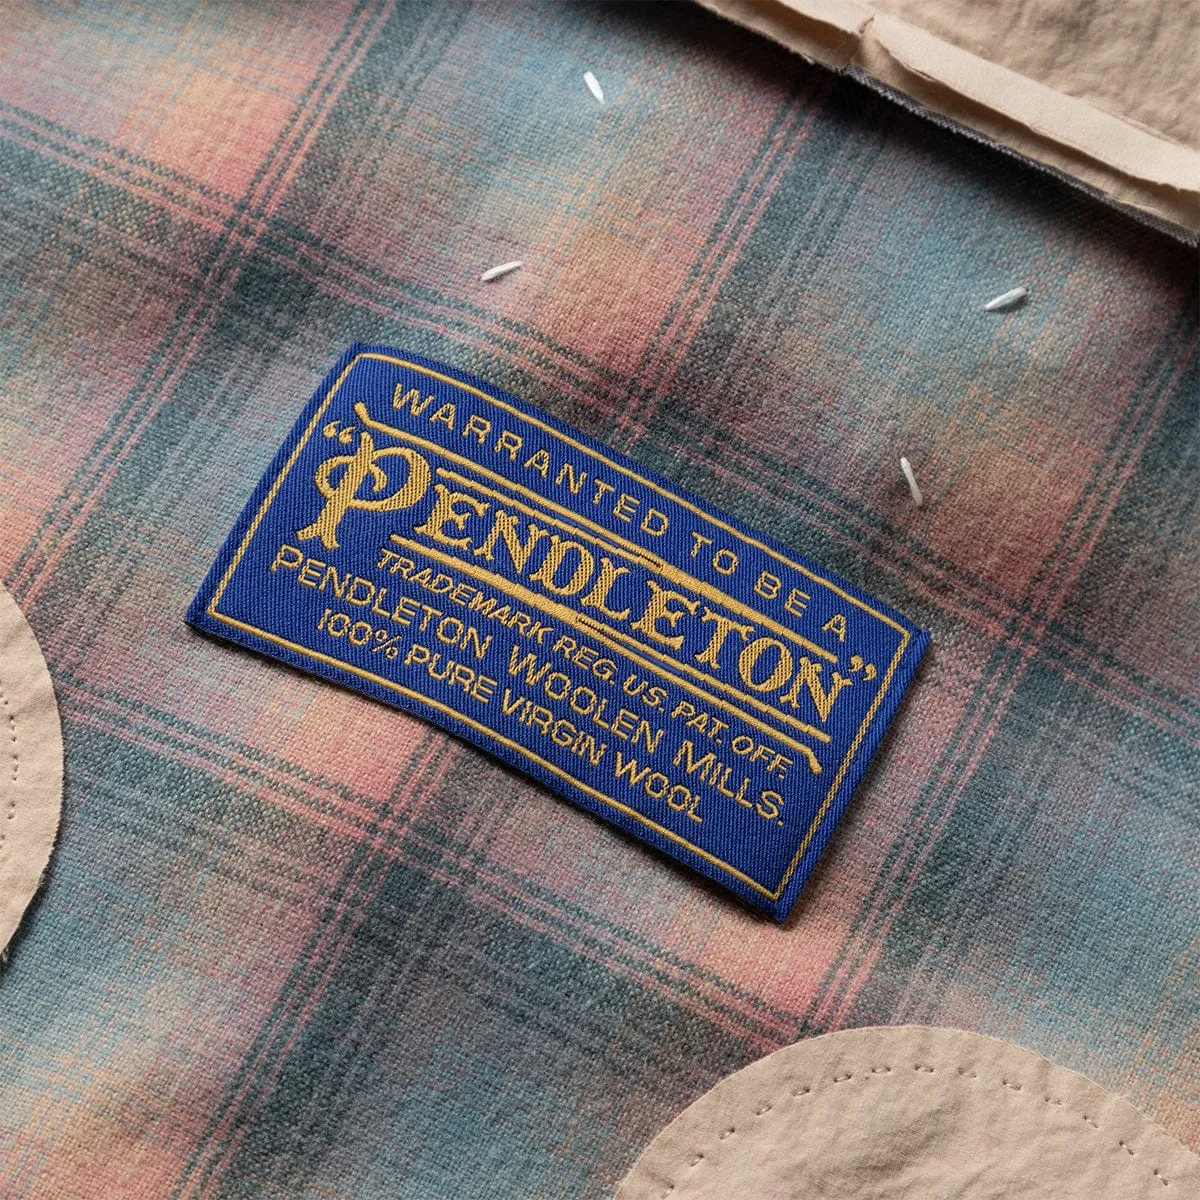 WARRANTED TO BE A
“PENDLETON”
TRADEMARK REG. US. PAT. OFF.
PENDLETON WOOLEN MILLS.
100% PURE VIRGIN WOOL